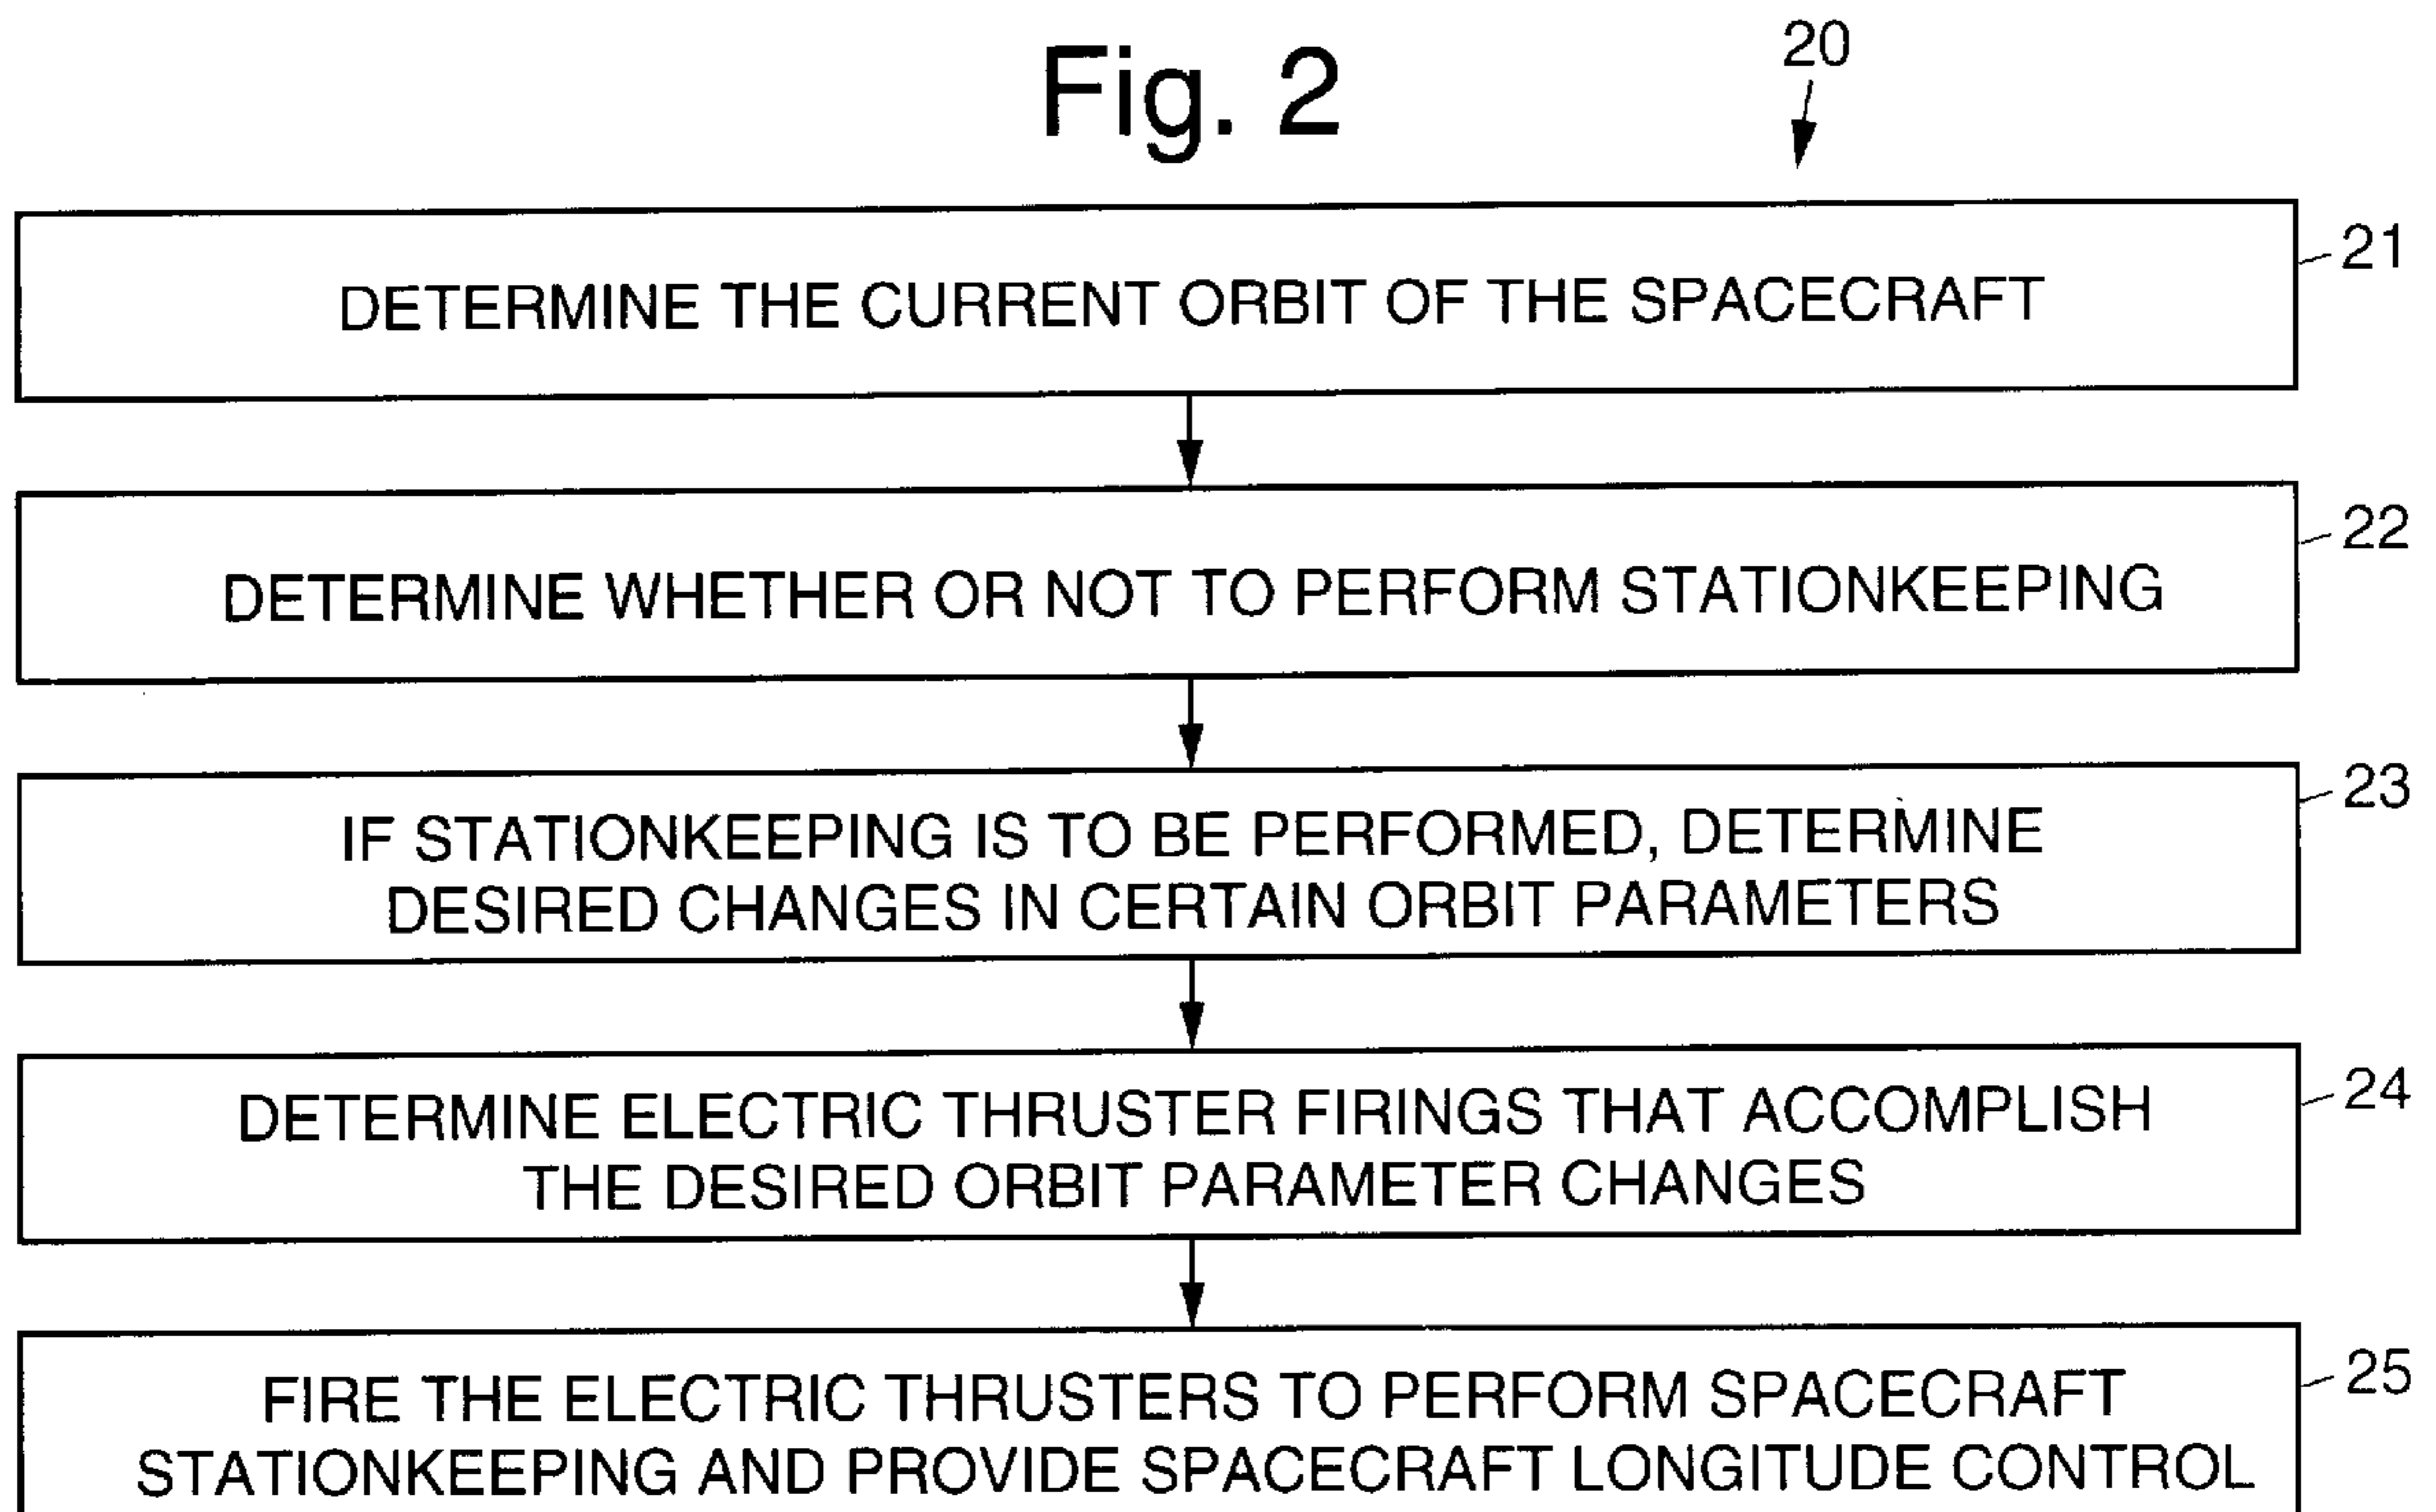 Fig. 2
20
21
DETERMINE THE CURRENT ORBIT OF THE SPACECRAFT
22
DETERMINE WHETHER OR NOT TO PERFORM STATIONKEEPING
23
IF STATIONKEEPING IS TO BE PERFORMED, DETERMINE
DESIRED CHANGES IN CERTAIN ORBIT PARAMETERS
24
DETERMINE ELECTRIC THRUSTER FIRINGS THAT ACCOMPLISH
THE DESIRED ORBIT PARAMETER CHANGES
25
FIRE THE ELECTRIC THRUSTERS TO PERFORM SPACECRAFT
STATIONKEEPING AND PROVIDE SPACECRAFT LONGITUDE CONTROL